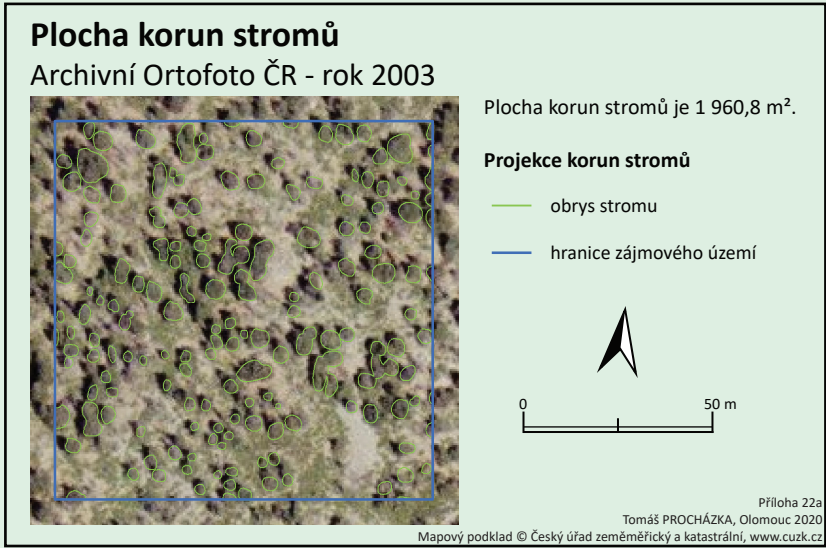 Plocha korun stromů
Archivní Ortofoto ČR - rok 2003
Plocha korun stromů je 1 960,8 m².
Projekce korun stromů
obrys stromu
hranice zájmového území
0 50 m
Příloha 22a
Tomáš PROCHÁZKA, Olomouc 2020
Mapový podklad © Český úřad zeměměřický a katastrální, www.cuzk.cz